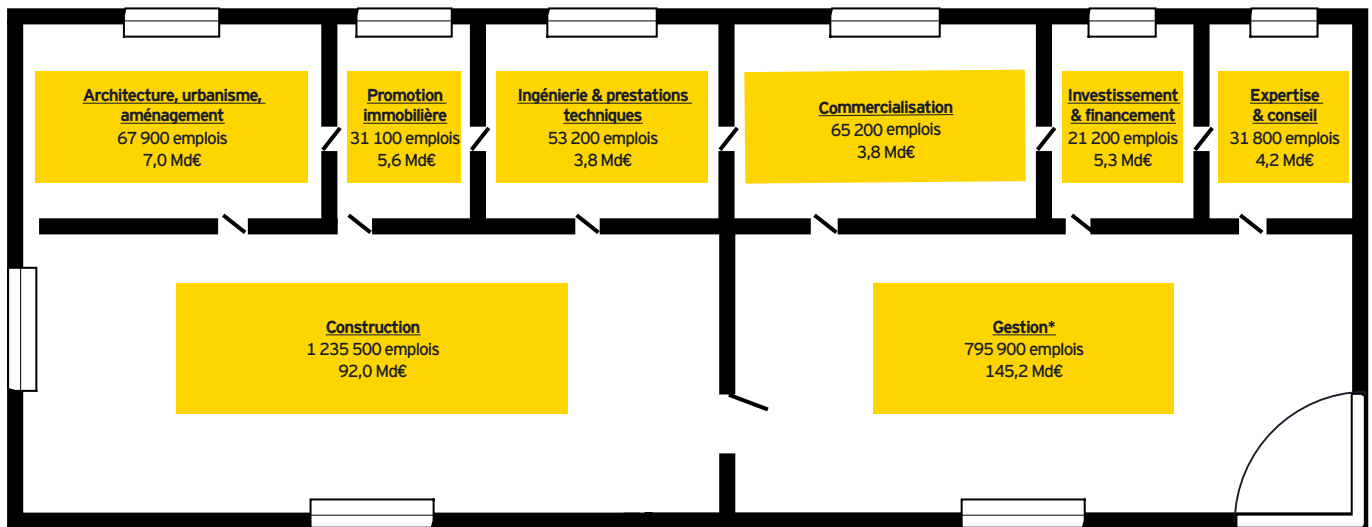 Architecture, urbanisme,
aménagement
67 900 emplois
7,0 Md€
Promotion
immobilière
31 100 emplois
5,6 Md€
Ingénierie & prestations
techniques
53 200 emplois
3,8 Md€
Commercialisation
65 200 emplois
3,8 Md€
Investissement
& financement
21 200 emplois
5,3 Md€
Expertise
& conseil
31 800 emplois
4,2 Md€
Construction
1 235 500 emplois
92,0 Md€
Gestion*
795 900 emplois
145,2 Md€